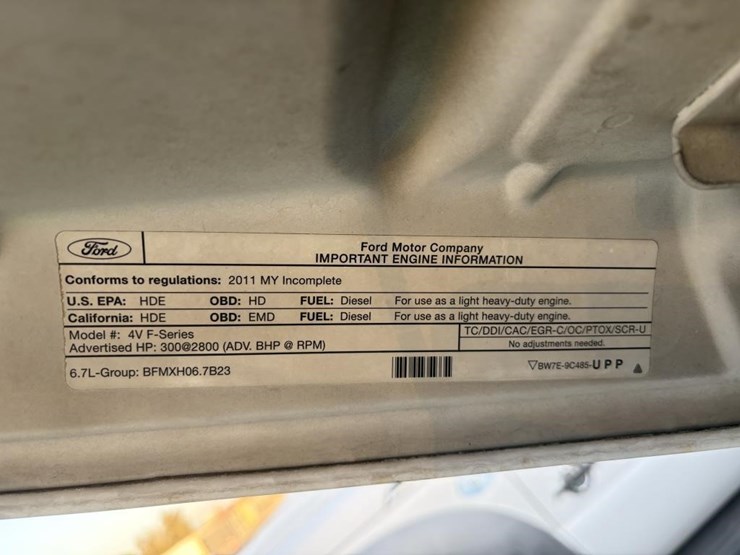 Ford
Ford Motor Company
IMPORTANT ENGINE INFORMATION
Conforms to regulations: 2011 MY Incomplete
U.S. EPA: HDE OBD: HD FUEL: Diesel For use as a light heavy-duty engine.
California: HDE OBD: EMD FUEL: Diesel For use as a light heavy-duty engine.
Model #: 4V F-Series
Advertised HP: 300@2800 (ADV. BHP @ RPM)
TC/DDI/CAC/EGR-C/OC/PTOX/SCR-U
No adjustments needed.
6.7L-Group: BFMXH06.7B23
BW7E-9C485-UPP